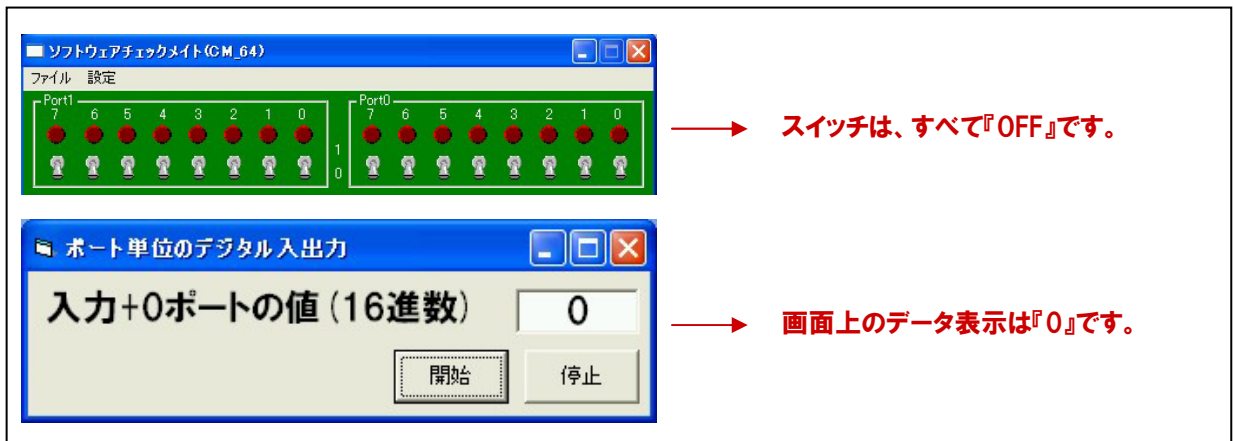 ソフトウェアチェックメイト(CM_64)
ファイル 設定
Port1
7 6 5 4 3 2 1 0
Port0
7 6 5 4 3 2 1 0
1
0
スイッチは、すべて『OFF』です。
ポート単位のデジタル入出力
入力+0ポートの値(16進数) 0
画面上のデータ表示は『0』です。
開始 停止